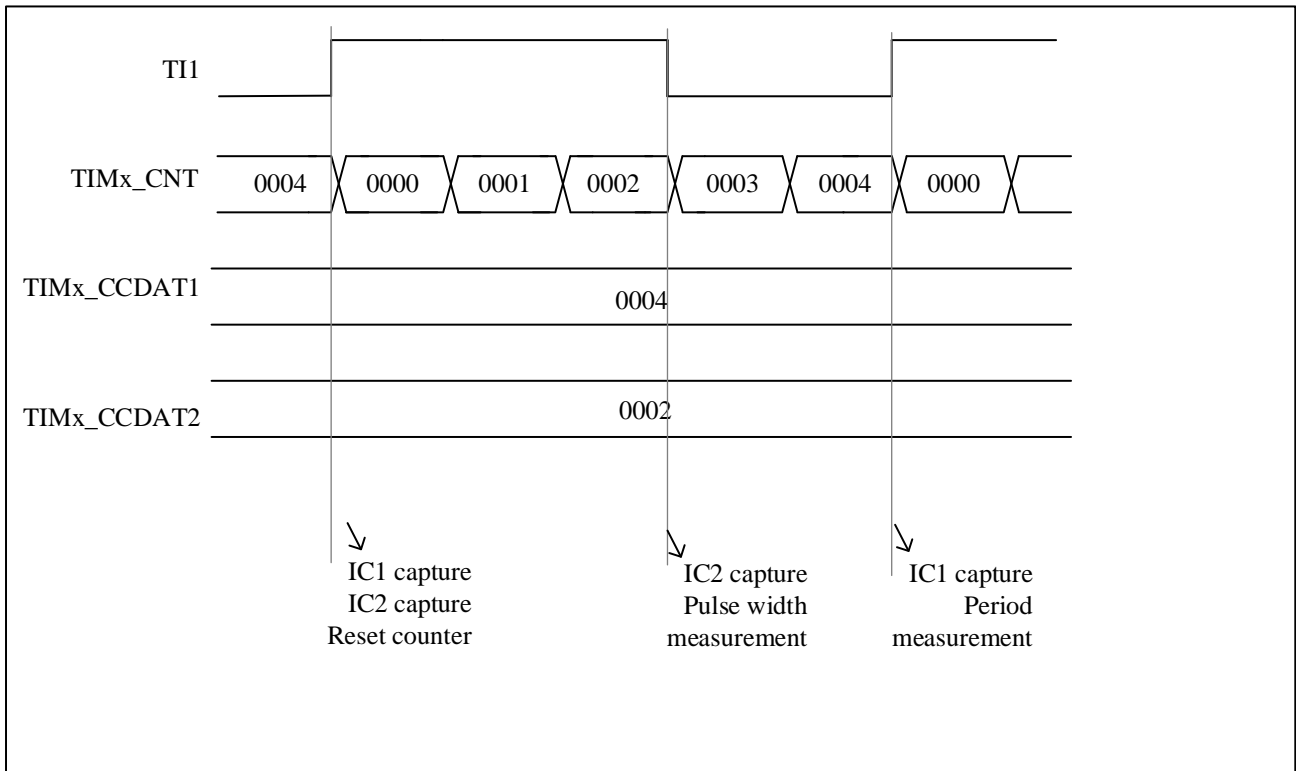 TI1
TIMx_CNT
0004 0000 0001 0002 0003 0004 0000
TIMx_CCDAT1
0004
TIMx_CCDAT2
0002
IC1 capture
IC2 capture
Reset counter
IC2 capture
Pulse width
measurement
IC1 capture
Period
measurement